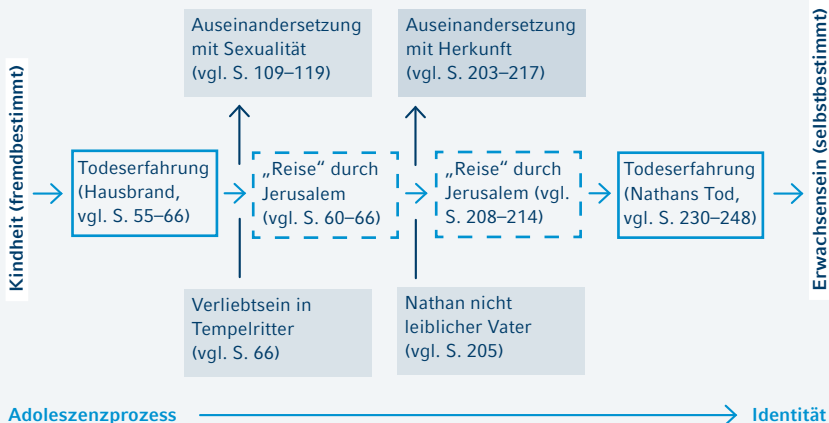 Auseinandersetzung
mit Sexualität
(vgl. S. 109–119)
Auseinandersetzung
mit Herkunft
(vgl. S. 203–217)
Kindheit (fremdbestimmt)
Todeserfahrung
(Hausbrand,
vgl. S. 55–66)
„Reise“ durch
Jerusalem
(vgl. S. 60–66)
„Reise“ durch
Jerusalem (vgl.
S. 208–214)
Todeserfahrung
(Nathans Tod,
vgl. S. 230–248)
Erwachsensein (selbstbestimmt)
Verliebtsein in
Tempelritter
(vgl. S. 66)
Nathan nicht
leiblicher Vater
(vgl. S. 205)
Adoleszenzprozess Identität